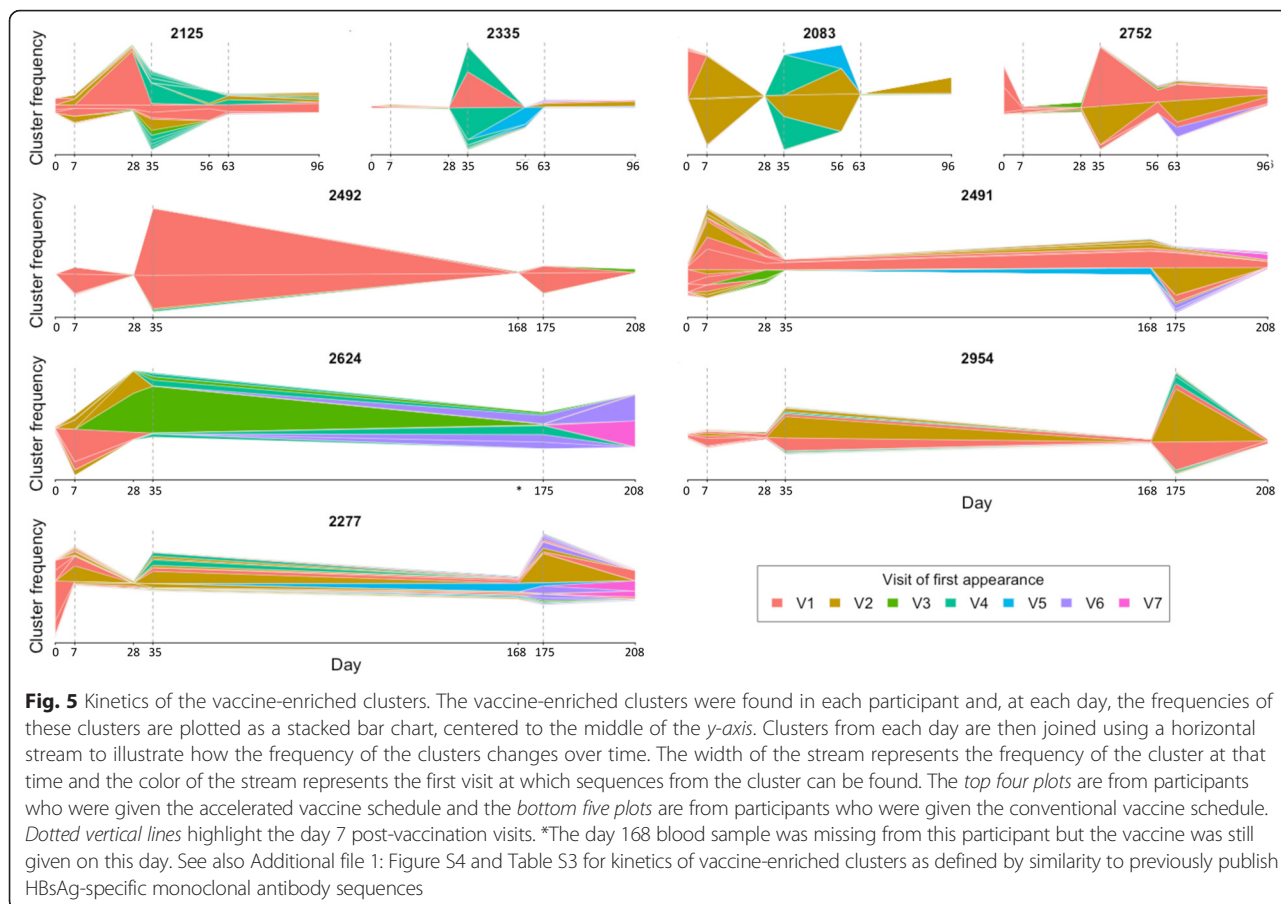 2125 2335 2083 2752
Cluster frequency
0 7 28 35 56 63 96 0 7 28 35 56 63 96 0 7 28 35 56 63 96 0 7 28 35 56 63 96
2492 2491
Cluster frequency
0 7 28 35 168 175 208 0 7 28 35 168 175 208
2624 2954
Cluster frequency
0 7 28 35 * 175 208 0 7 28 35 168 175 208
Day
2277
Cluster frequency
0 7 28 35 168 175 208
Day
Visit of first appearance
V1 V2 V3 V4 V5 V6 V7
Fig. 5 Kinetics of the vaccine-enriched clusters. The vaccine-enriched clusters were found in each participant and, at each day, the frequencies of
these clusters are plotted as a stacked bar chart, centered to the middle of the y-axis. Clusters from each day are then joined using a horizontal
stream to illustrate how the frequency of the clusters changes over time. The width of the stream represents the frequency of the cluster at that
time and the color of the stream represents the first visit at which sequences from the cluster can be found. The top four plots are from participants
who were given the accelerated vaccine schedule and the bottom five plots are from participants who were given the conventional vaccine schedule.
Dotted vertical lines highlight the day 7 post-vaccination visits. *The day 168 blood sample was missing from this participant but the vaccine was still
given on this day. See also Additional file 1: Figure S4 and Table S3 for kinetics of vaccine-enriched clusters as defined by similarity to previously publish
HBsAg-specific monoclonal antibody sequences